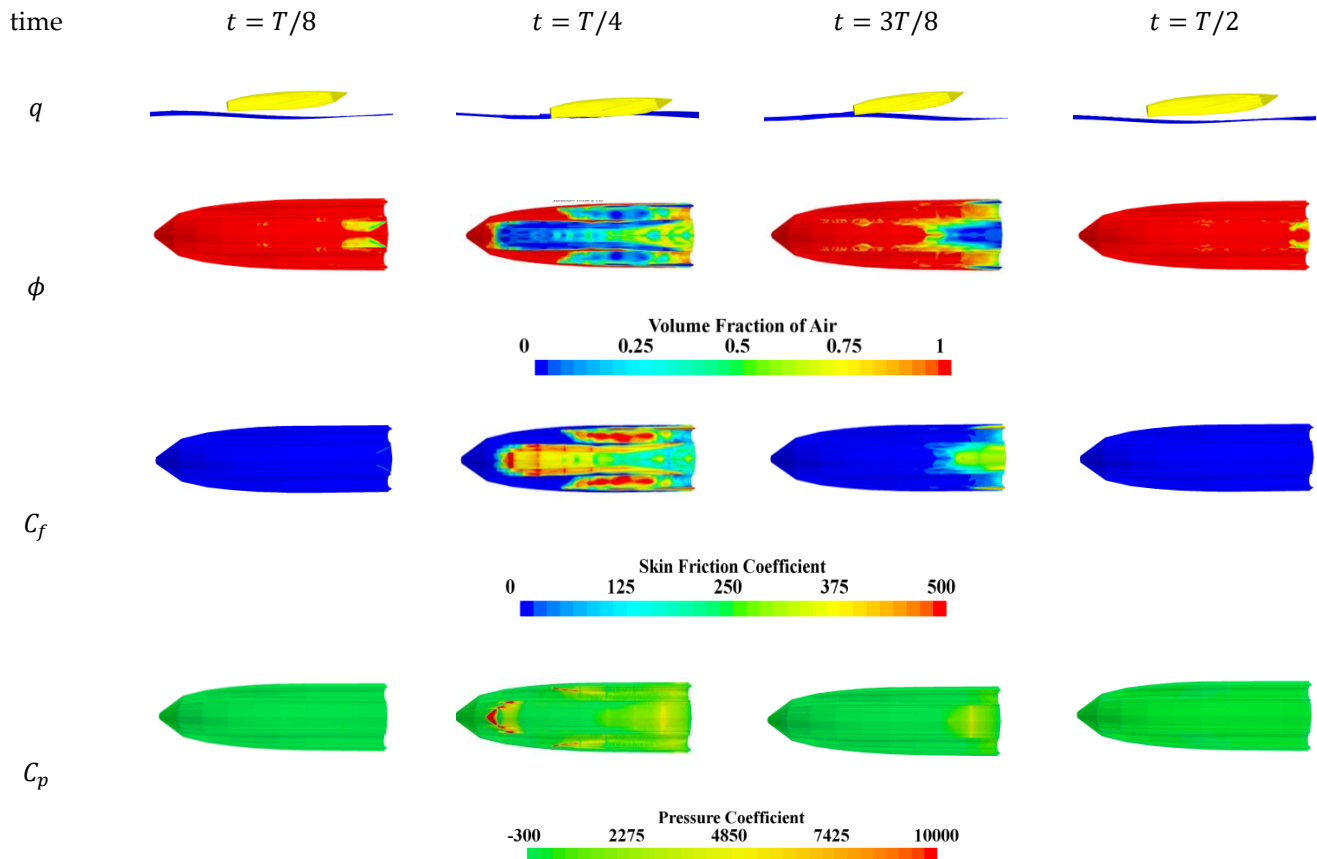 time t = T/8 t = T/4 t = 3T/8 t = T/2
q
ϕ
Volume Fraction of Air
0 0.25 0.5 0.75 1
C_f
Skin Friction Coefficient
0 125 250 375 500
C_p
Pressure Coefficient
-300 2275 4850 7425 10000